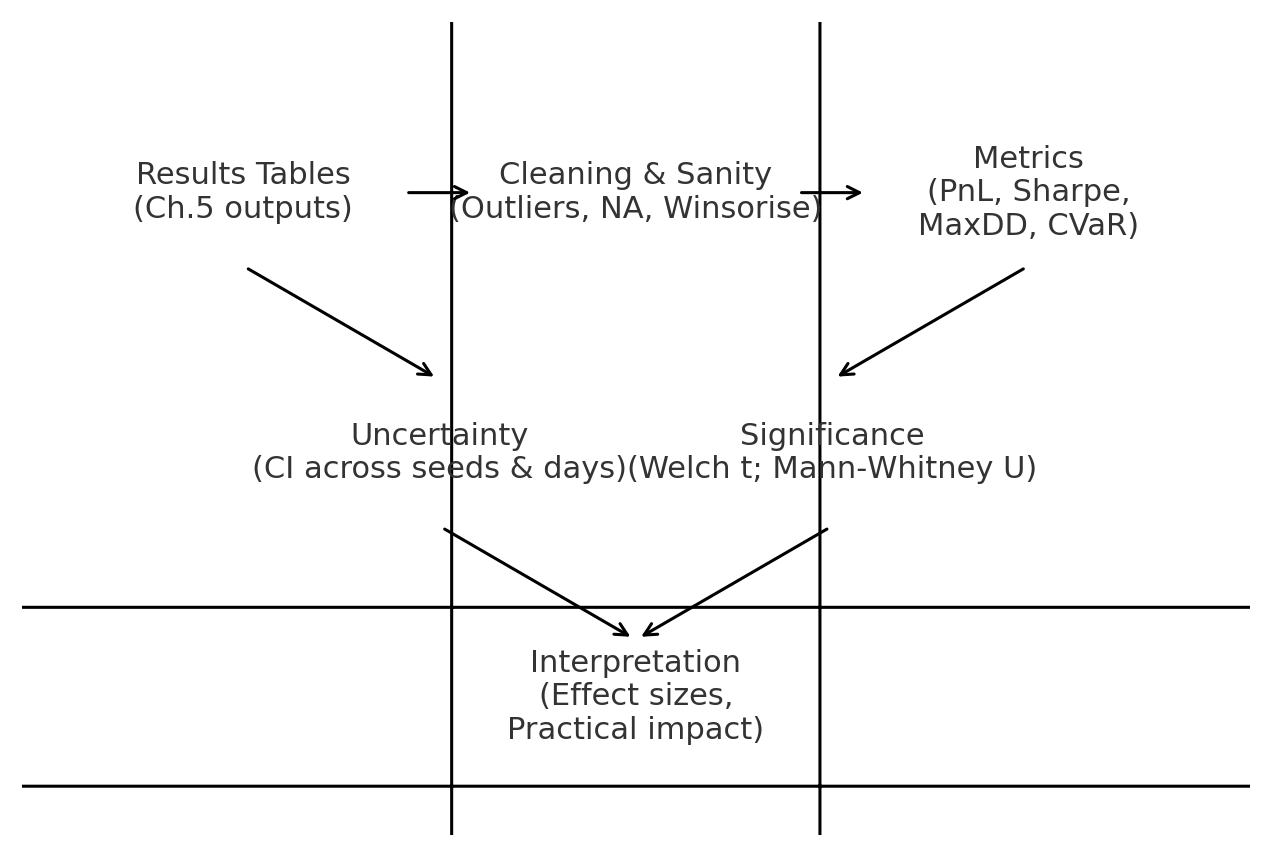 Results Tables
(Ch.5 outputs)
Cleaning & Sanity
(Outliers, NA, Winsorise)
Metrics
(PnL, Sharpe,
MaxDD, CVaR)
Uncertainty
(CI across seeds & days)
Significance
(Welch t; Mann-Whitney U)
Interpretation
(Effect sizes,
Practical impact)